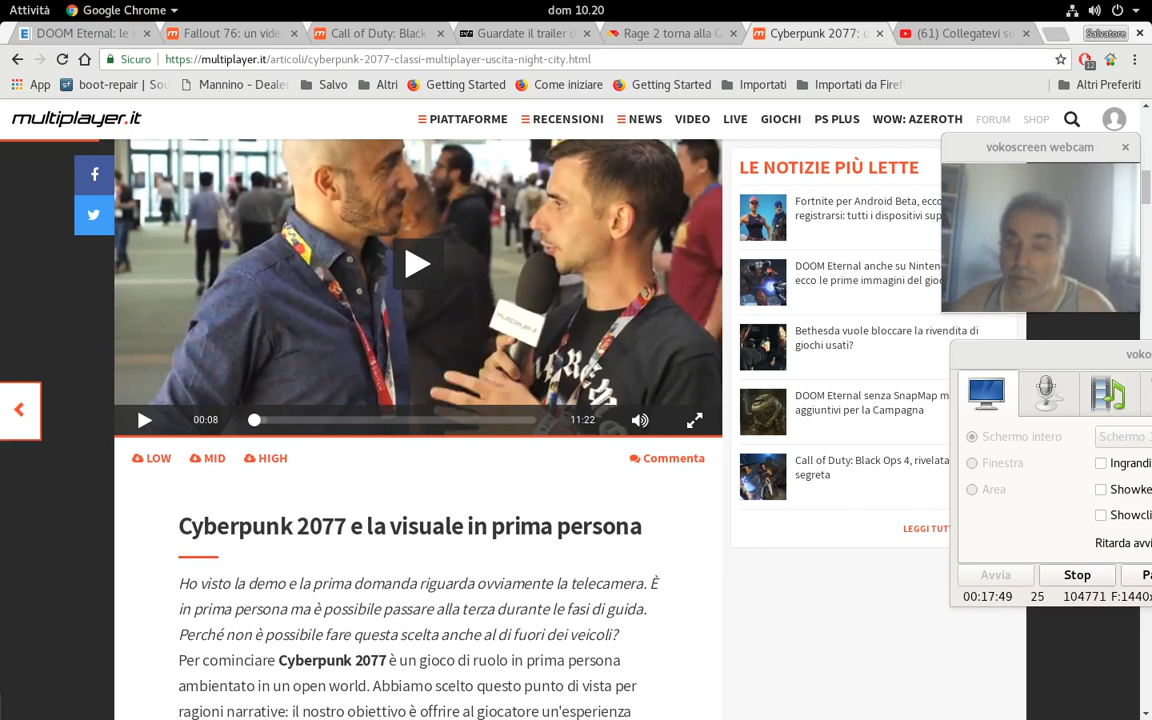 Attività
Google Chrome
dom 10.20
DOOM Eternal: le i
Fallout 76: un vide
Call of Duty: Black
Guardate il trailer d
Rage 2 torna alla
Cyberpunk 2077:
(61) Collegatevi so
Salvatore
Sicuro
https://multiplayer.it/articoli/cyberpunk-2077-classi-multiplayer-uscita-night-city.html
12
App
boot-repair | Sou
Mannino - Dealer
Salvo
Altri
Getting Started
Come iniziare
Getting Started
Importati
Importati da Firef
Altri Preferiti
multiplayer.it
PIATTAFORME
RECENSIONI
NEWS
VIDEO
LIVE
GIOCHI
PS PLUS
WOW: AZEROTH
FORUM
SHOP
vokoscreen webcam
LE NOTIZIE PIÙ LETTE
Fortnite per Android Beta, ecco
registrarsi: tutti i dispositivi sup
DOOM Eternal anche su Ninten
ecco le prime immagini del gioc
Bethesda vuole bloccare la rivendita di
giochi usati?
DOOM Eternal senza SnapMap m
aggiuntivi per la Campagna
Call of Duty: Black Ops 4, rivelata
segreta
LEGGI TUTT
multiplayer.it
00:08
11:22
LOW
MID
HIGH
Commenta
Cyberpunk 2077 e la visuale in prima persona
Ho visto la demo e la prima domanda riguarda ovviamente la telecamera. È
in prima persona ma è possibile passare alla terza durante le fasi di guida.
Perché non è possibile fare questa scelta anche al di fuori dei veicoli?
Per cominciare Cyberpunk 2077 è un gioco di ruolo in prima persona
ambientato in un open world. Abbiamo scelto questo punto di vista per
ragioni narrative: il nostro obiettivo è offrire al giocatore un'esperienza
voko
Schermo intero
Schermo
Finestra
Ingrandi
Area
Showke
Showcli
Ritarda avvi
Avvia
Stop
Pa
00:17:49
25
104771
F:1440x